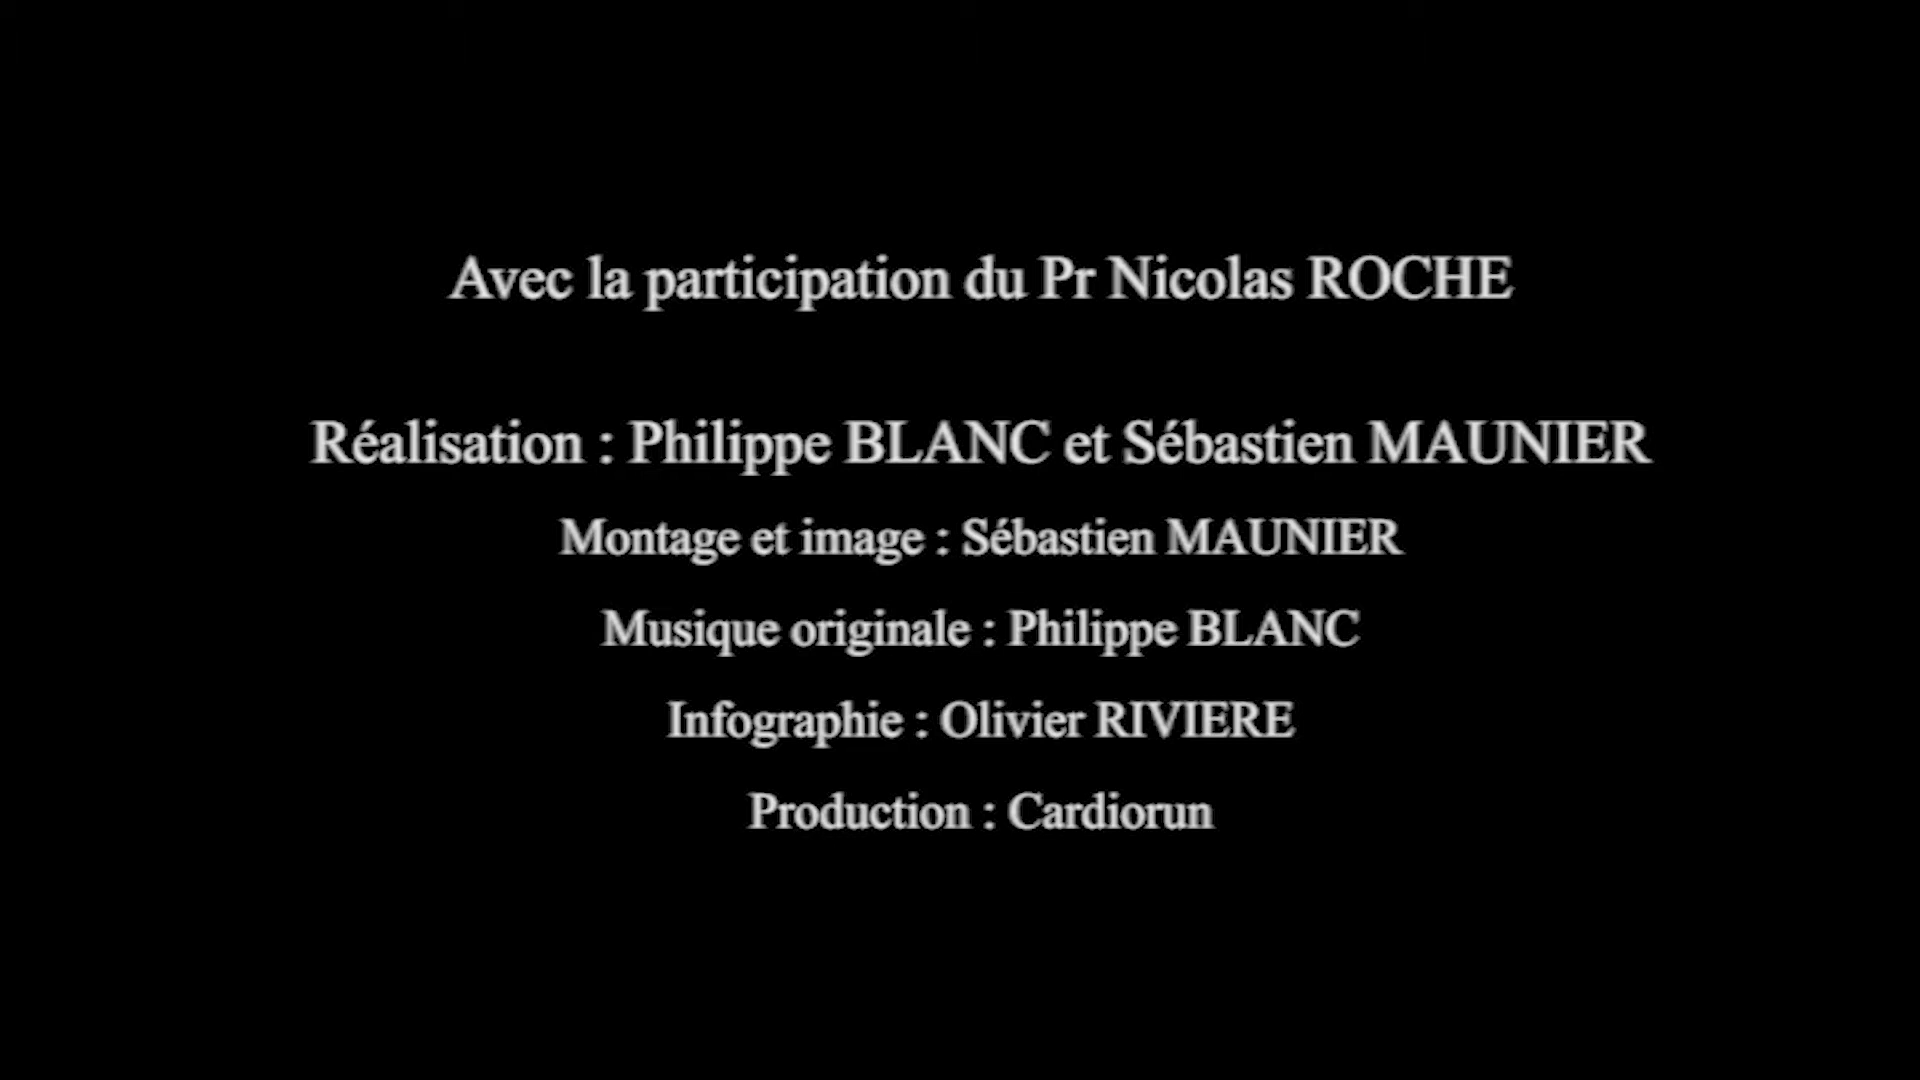 Avec la participation du Pr Nicolas ROCHE
Réalisation : Philippe BLANC et Sébastien MAUNIER
Montage et image : Sébastien MAUNIER
Musique originale : Philippe BLANC
Infographie : Olivier RIVIERE
Production : Cardiorun